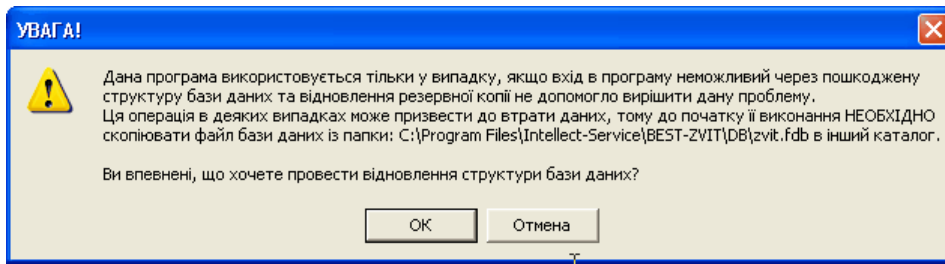 УВАГА!
Дана програма використовується тільки у випадку, якщо вхід в програму неможливий через пошкоджену
структуру бази даних та відновлення резервної копії не допомогло вирішити дану проблему.
Ця операція в деяких випадках може призвести до втрати даних, тому до початку її виконання НЕОБХІДНО
скопіювати файл бази даних із папки: C:\Program Files\Intellect-Service\BEST-ZVIT\DB\zvit.fdb в інший каталог.
Ви впевнені, що хочете провести відновлення структури бази даних?
ОК
Отмена